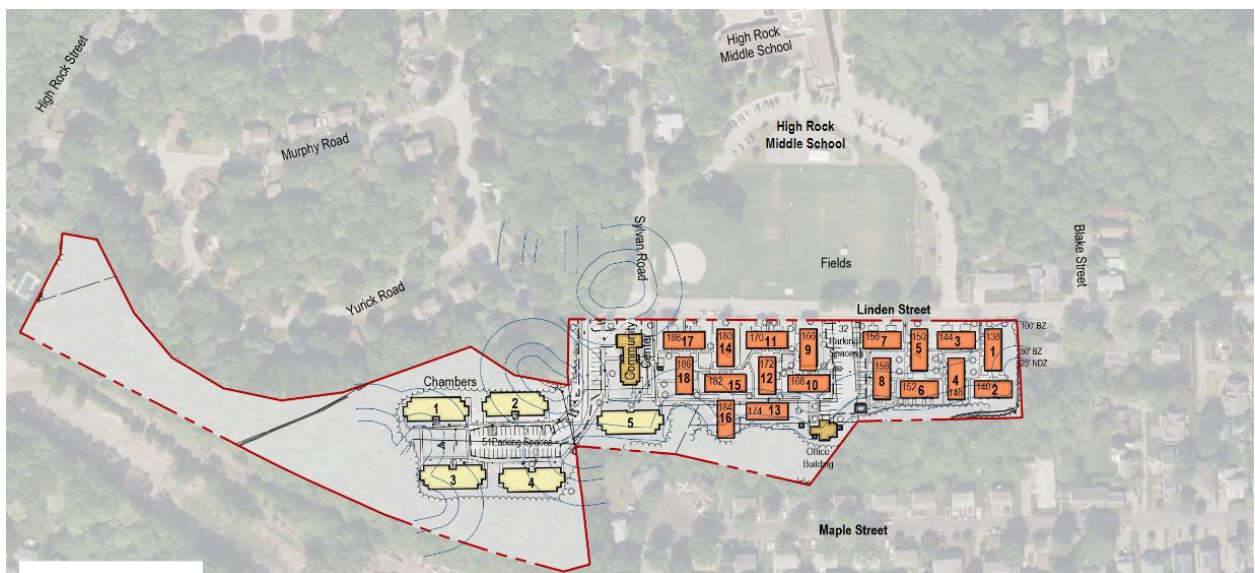 High Rock Street
High Rock
Middle School
High Rock
Middle School
Murphy Road
Sylvan Road
Blake Street
Fields
Yurick Road
Linden Street
Chambers
Community
Center
186
17
180
14
170
11
166
9
32
Parking
Spaces
156
7
150
5
144
3
138
1
100' BZ
50' BZ
25' NDZ
188
18
182
15
172
12
168
10
158
8
152
6
4
148
140
2
184
16
174
13
1
2
5
51Parking Spaces
3
4
Office
Building
Maple Street